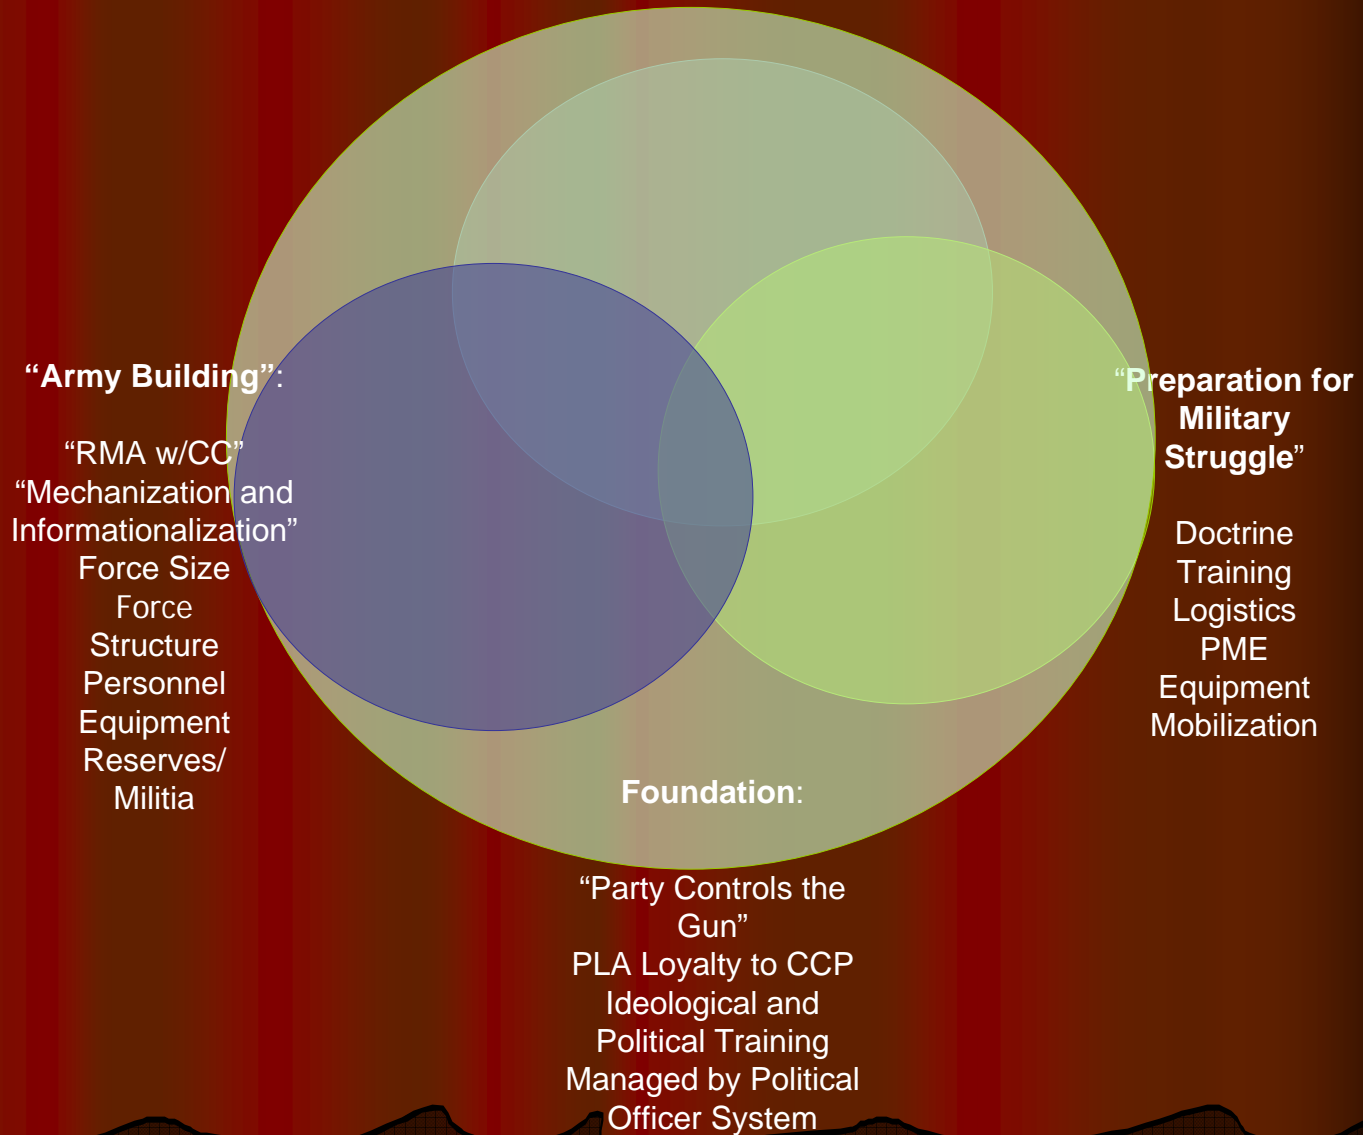 “Army Building”:
“RMA w/CC”
“Mechanization and
Informationalization”
Force Size
Force
Structure
Personnel
Equipment
Reserves/
Militia
“Preparation for
Military
Struggle”
Doctrine
Training
Logistics
PME
Equipment
Mobilization
Foundation:
“Party Controls the
Gun”
PLA Loyalty to CCP
Ideological and
Political Training
Managed by Political
Officer System